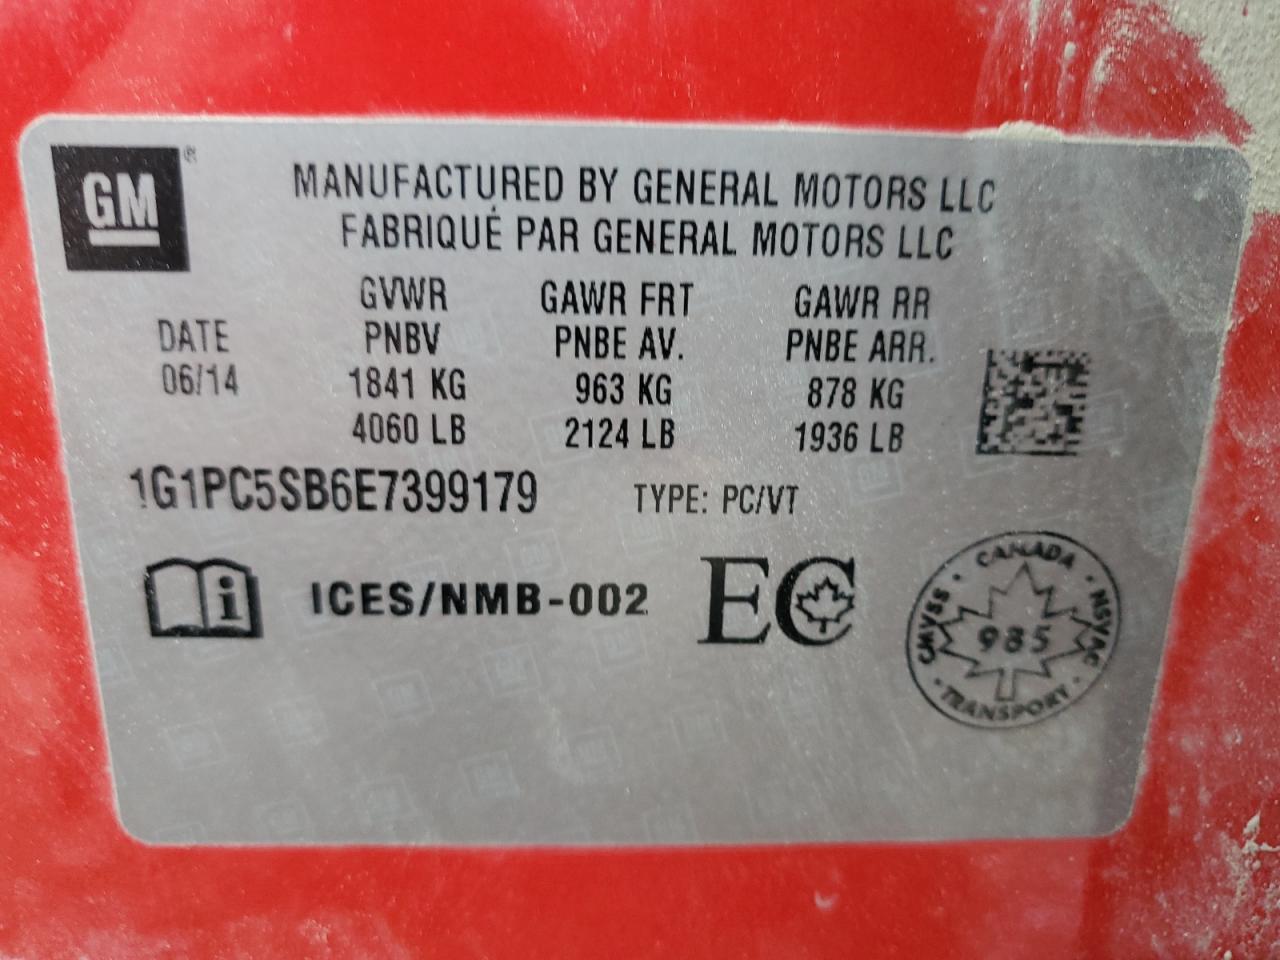 GM ®
MANUFACTURED BY GENERAL MOTORS LLC
FABRIQUÉ PAR GENERAL MOTORS LLC
GVWR GAWR FRT GAWR RR
DATE PNBV PNBE AV. PNBE ARR.
06/14 1841 KG 963 KG 878 KG
4060 LB 2124 LB 1936 LB
1G1PC5SB6E7399179 TYPE: PC/VT
i ICES/NMB-002 EC
CANADA
CMVSS 985 NSVAC
TRANSPORT